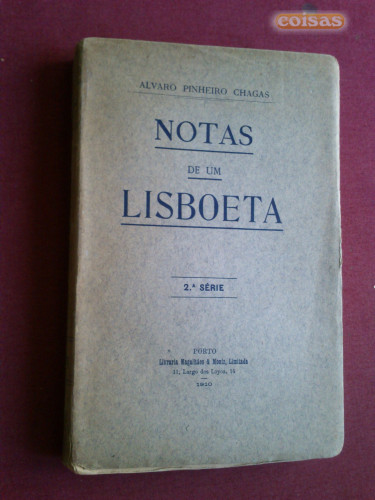 coisas
ALVARO PINHEIRO CHAGAS
NOTAS
DE UM
LISBOETA
2.ª SÉRIE
PORTO
Livraria Magalhães & Moniz, Limitada
11, Largo dos Loyos, 14
1910